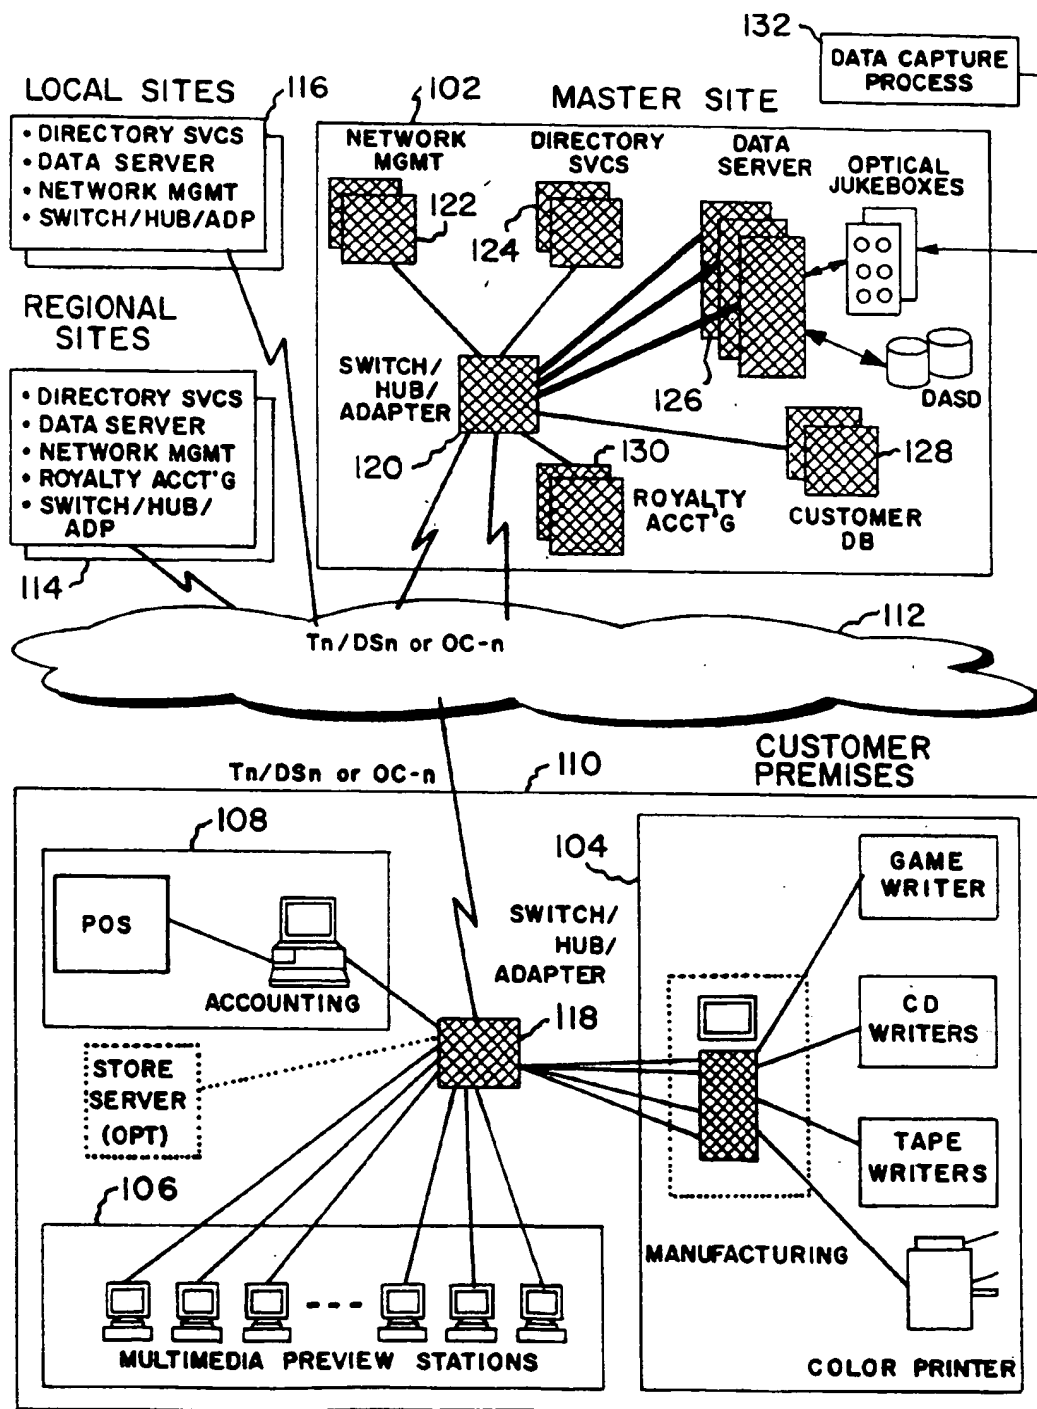 132
DATA CAPTURE
PROCESS
LOCAL SITES
116
• DIRECTORY SVCS
• DATA SERVER
• NETWORK MGMT
• SWITCH/HUB/ADP
102
MASTER SITE
NETWORK
MGMT
122
DIRECTORY
SVCS
124
DATA
SERVER
126
OPTICAL
JUKEBOXES
DASD
REGIONAL
SITES
• DIRECTORY SVCS
• DATA SERVER
• NETWORK MGMT
• ROYALTY ACCT'G
• SWITCH/HUB/
ADP
114
SWITCH/
HUB/
ADAPTER
120
130
ROYALTY
ACCT'G
128
CUSTOMER
DB
112
Tn/DSn or OC-n
Tn/DSn or OC-n
110
CUSTOMER
PREMISES
108
POS
ACCOUNTING
SWITCH/
HUB/
ADAPTER
118
STORE
SERVER
(OPT)
106
MULTIMEDIA PREVIEW STATIONS
104
GAME
WRITER
CD
WRITERS
TAPE
WRITERS
MANUFACTURING
COLOR PRINTER